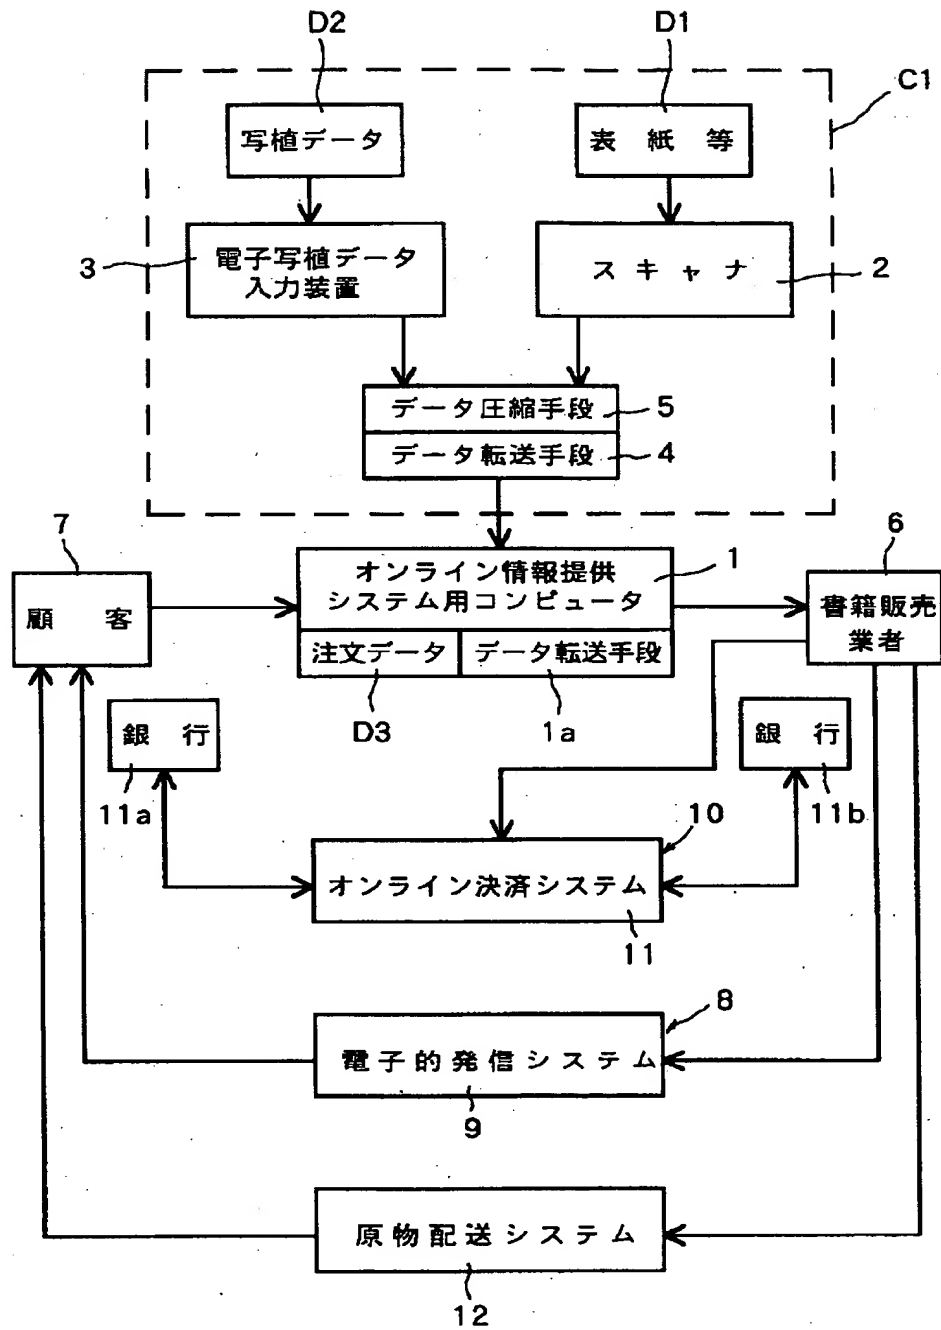 D2
D1
C1
写植データ
表紙等
3
電子写植データ
入力装置
スキャナ
2
データ圧縮手段
5
データ転送手段
4
7
6
顧客
オンライン情報提供
システム用コンピュータ
1
書籍販売
業者
注文データ
データ転送手段
D3
1a
銀行
11a
銀行
11b
10
オンライン決済システム
11
8
電子的発信システム
9
原物配送システム
12